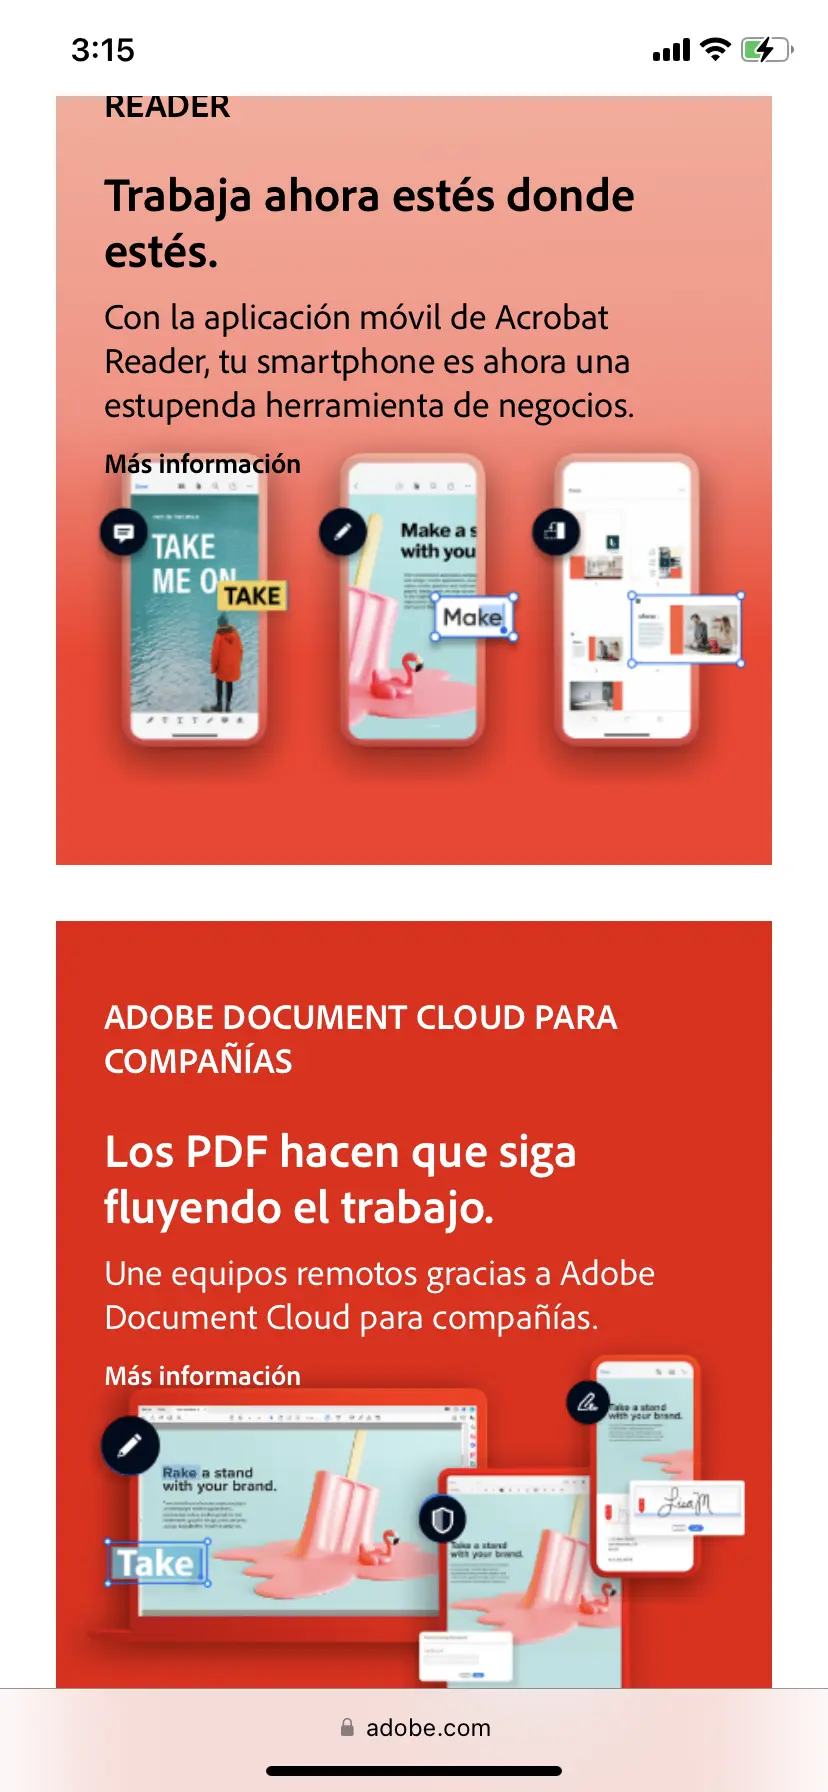 3:15
READER
Trabaja ahora estés donde
estés.
Con la aplicación móvil de Acrobat
Reader, tu smartphone es ahora una
estupenda herramienta de negocios.
Más información
TAKE
ME ON
TAKE
Make a s
with you
Make
ADOBE DOCUMENT CLOUD PARA
COMPAÑÍAS
Los PDF hacen que siga
fluyendo el trabajo.
Une equipos remotos gracias a Adobe
Document Cloud para compañías.
Más información
Rake a stand
with your brand.
Take
Take a stand
with your brand.
Take a stand
with your brand.
LisaM
adobe.com